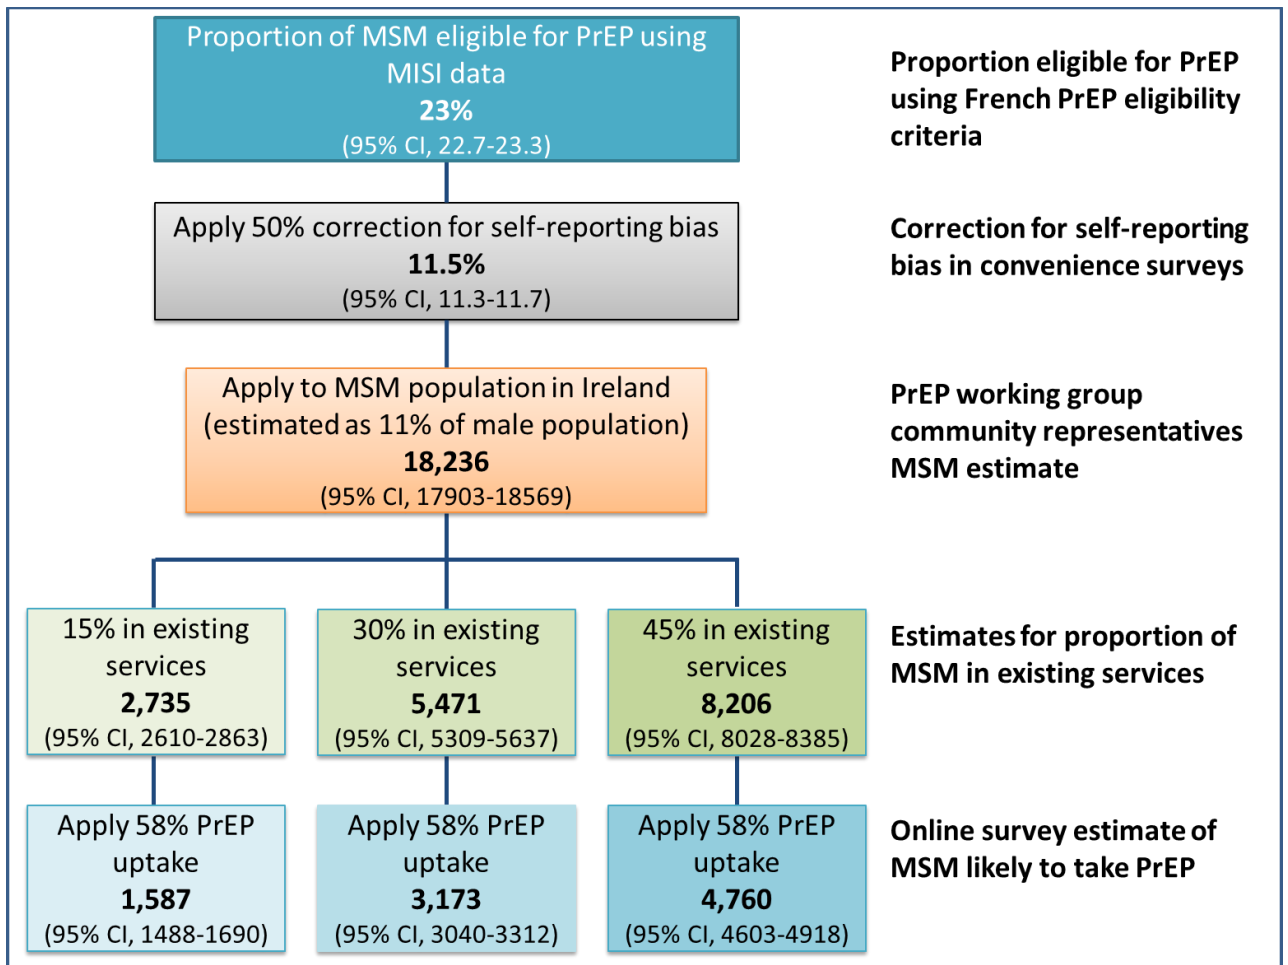 Proportion of MSM eligible for PrEP using
MISI data
23%
(95% CI, 22.7-23.3)
Proportion eligible for PrEP
using French PrEP eligibility
criteria
Apply 50% correction for self-reporting bias
11.5%
(95% CI, 11.3-11.7)
Correction for self-reporting
bias in convenience surveys
Apply to MSM population in Ireland
(estimated as 11% of male population)
18,236
(95% CI, 17903-18569)
PrEP working group
community representatives
MSM estimate
15% in existing
services
2,735
(95% CI, 2610-2863)
30% in existing
services
5,471
(95% CI, 5309-5637)
45% in existing
services
8,206
(95% CI, 8028-8385)
Estimates for proportion of
MSM in existing services
Apply 58% PrEP
uptake
1,587
(95% CI, 1488-1690)
Apply 58% PrEP
uptake
3,173
(95% CI, 3040-3312)
Apply 58% PrEP
uptake
4,760
(95% CI, 4603-4918)
Online survey estimate of
MSM likely to take PrEP